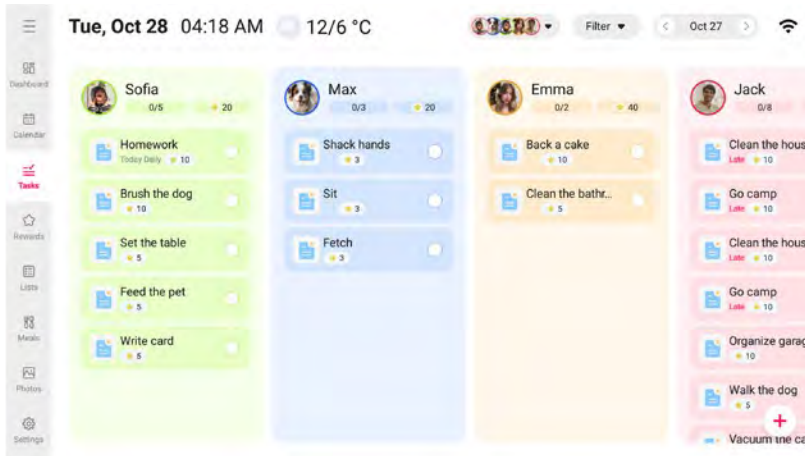 Tue, Oct 28 04:18 AM 12/6 °C Filter Oct 27
Dashboard
Calendar
Tasks
Rewards
Lists
Meals
Photos
Settings
Sofia
0/5 20
Homework
Today Daily 10
Brush the dog
10
Set the table
5
Feed the pet
5
Write card
5
Max
0/3 20
Shack hands
3
Sit
3
Fetch
3
Emma
0/2 40
Back a cake
10
Clean the bathr...
5
Jack
0/8
Clean the hous
Late 10
Go camp
Late 10
Clean the hous
Late 10
Go camp
Late 10
Organize garag
10
Walk the dog
5
Vacuum the ca